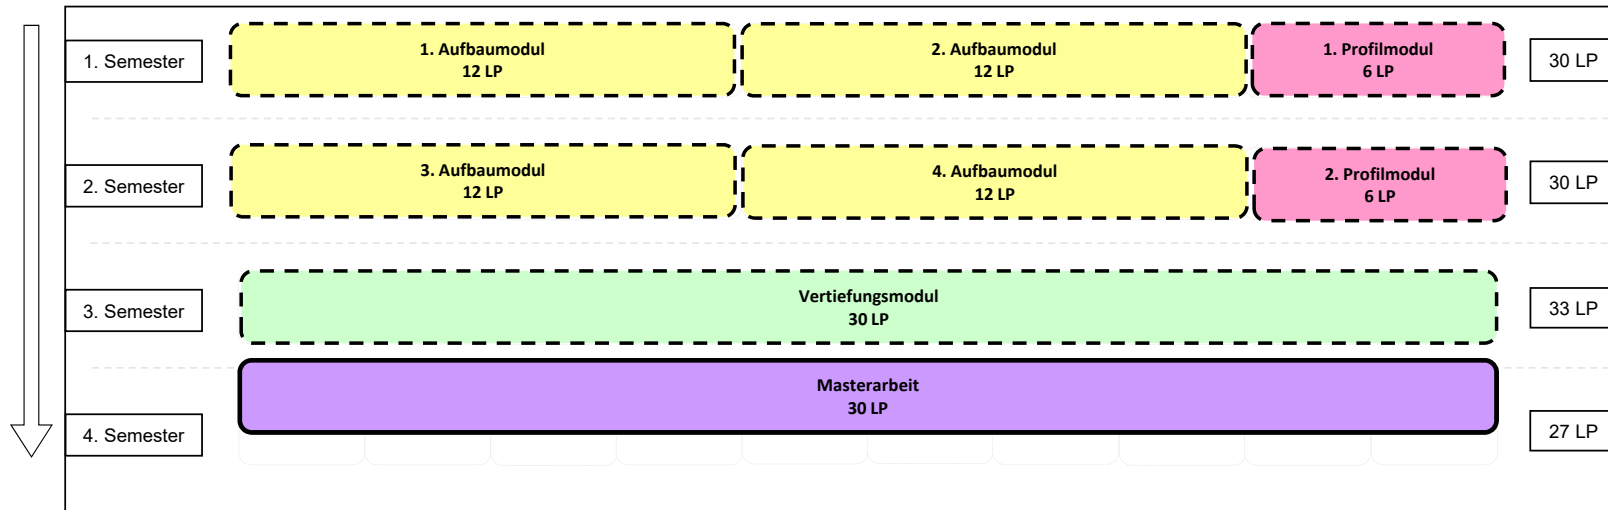 1. Semester
1. Aufbaumodul
12 LP
2. Aufbaumodul
12 LP
1. Profilmodul
6 LP
30 LP
2. Semester
3. Aufbaumodul
12 LP
4. Aufbaumodul
12 LP
2. Profilmodul
6 LP
30 LP
3. Semester
Vertiefungsmodul
30 LP
33 LP
4. Semester
Masterarbeit
30 LP
27 LP